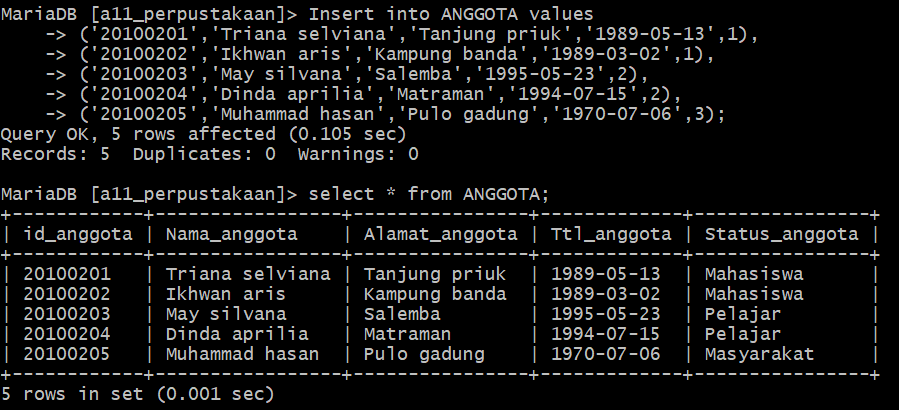 MariaDB [a11_perpustakaan]> Insert into ANGGOTA values
    -> ('20100201','Triana selviana','Tanjung priuk','1989-05-13',1),
    -> ('20100202','Ikhwan aris','Kampung banda','1989-03-02',1),
    -> ('20100203','May silvana','Salemba','1995-05-23',2),
    -> ('20100204','Dinda aprilia','Matraman','1994-07-15',2),
    -> ('20100205','Muhammad hasan','Pulo gadung','1970-07-06',3);
Query OK, 5 rows affected (0.105 sec)
Records: 5  Duplicates: 0  Warnings: 0

MariaDB [a11_perpustakaan]> select * from ANGGOTA;
+------------+-----------------+----------------+-------------+----------------+
| id_anggota | Nama_anggota    | Alamat_anggota | Ttl_anggota | Status_anggota |
+------------+-----------------+----------------+-------------+----------------+
| 20100201   | Triana selviana | Tanjung priuk  | 1989-05-13  | Mahasiswa      |
| 20100202   | Ikhwan aris     | Kampung banda  | 1989-03-02  | Mahasiswa      |
| 20100203   | May silvana     | Salemba        | 1995-05-23  | Pelajar        |
| 20100204   | Dinda aprilia   | Matraman       | 1994-07-15  | Pelajar        |
| 20100205   | Muhammad hasan  | Pulo gadung    | 1970-07-06  | Masyarakat     |
+------------+-----------------+----------------+-------------+----------------+
5 rows in set (0.001 sec)